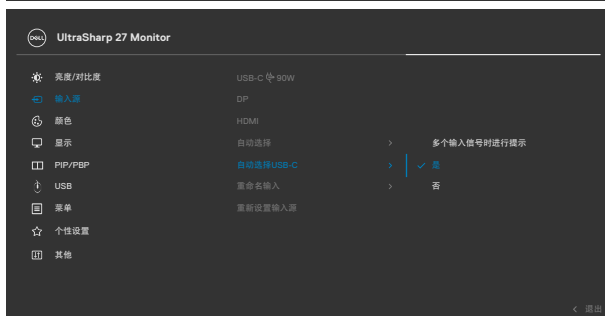 DELL UltraSharp 27 Monitor
亮度/对比度 USB-C 90W
输入源 DP
颜色 HDMI
显示 自动选择 > 多个输入信号时进行提示
PIP/PBP 自动选择USB-C > ✓ 是
USB 重命名输入 > 否
菜单 重新设置输入源
个性设置
其他
< 退出